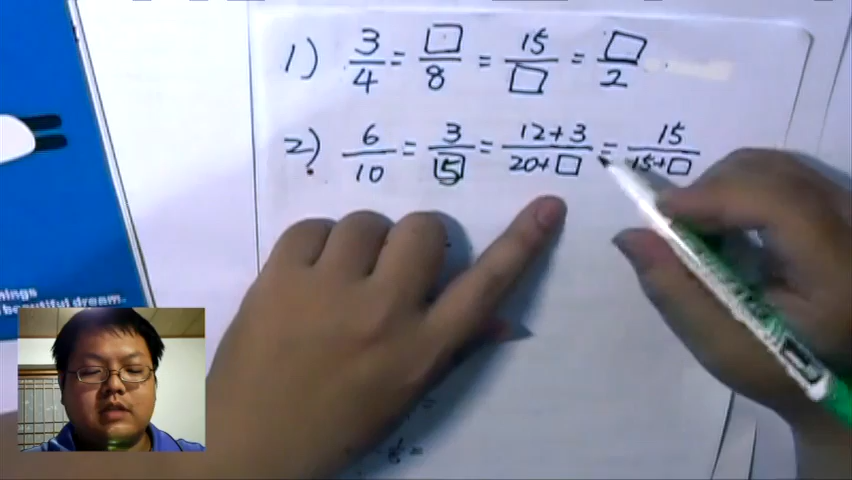 1) 3/4 = □/8 = 15/□ = □/2
2) 6/10 = 3/5 = 12+3/20+□ = 15/15+□
beautiful dream.